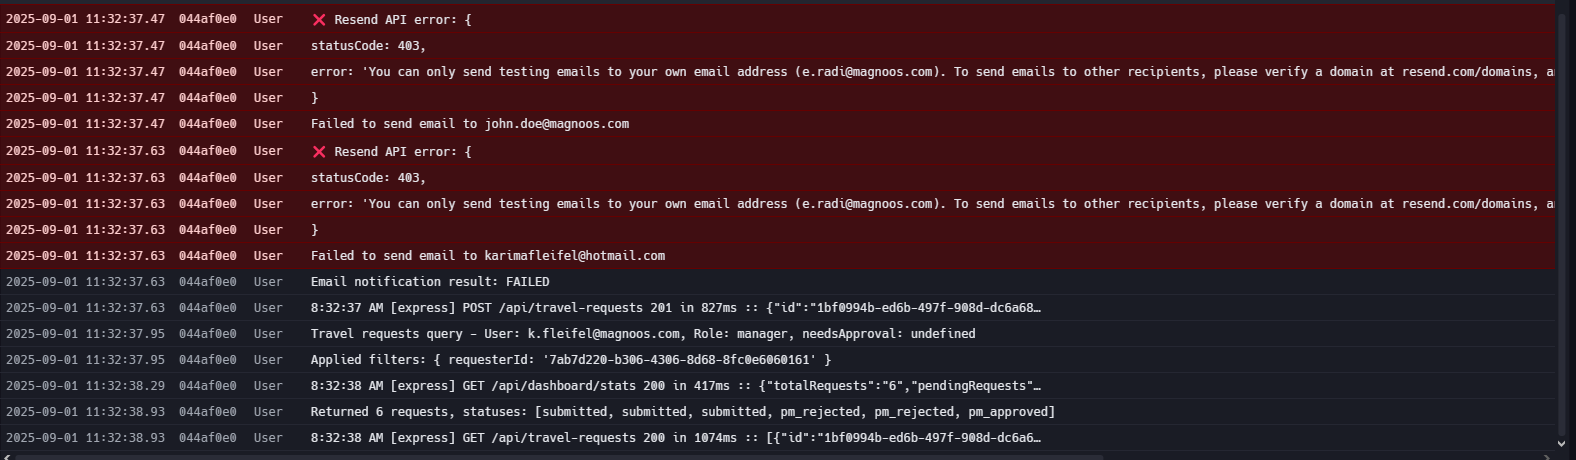 2025-09-01 11:32:37.47 044af0e0 User ❌ Resend API error: {
2025-09-01 11:32:37.47 044af0e0 User statusCode: 403,
2025-09-01 11:32:37.47 044af0e0 User error: 'You can only send testing emails to your own email address (e.radi@magnoos.com). To send emails to other recipients, please verify a domain at resend.com/domains, a
2025-09-01 11:32:37.47 044af0e0 User }
2025-09-01 11:32:37.47 044af0e0 User Failed to send email to john.doe@magnoos.com
2025-09-01 11:32:37.63 044af0e0 User ❌ Resend API error: {
2025-09-01 11:32:37.63 044af0e0 User statusCode: 403,
2025-09-01 11:32:37.63 044af0e0 User error: 'You can only send testing emails to your own email address (e.radi@magnoos.com). To send emails to other recipients, please verify a domain at resend.com/domains, a
2025-09-01 11:32:37.63 044af0e0 User }
2025-09-01 11:32:37.63 044af0e0 User Failed to send email to karimafleifel@hotmail.com
2025-09-01 11:32:37.63 044af0e0 User Email notification result: FAILED
2025-09-01 11:32:37.63 044af0e0 User 8:32:37 AM [express] POST /api/travel-requests 201 in 827ms :: {"id":"1bf0994b-ed6b-497f-908d-dc6a68…
2025-09-01 11:32:37.95 044af0e0 User Travel requests query - User: k.fleifel@magnoos.com, Role: manager, needsApproval: undefined
2025-09-01 11:32:37.95 044af0e0 User Applied filters: { requesterId: '7ab7d220-b306-4306-8d68-8fc0e6060161' }
2025-09-01 11:32:38.29 044af0e0 User 8:32:38 AM [express] GET /api/dashboard/stats 200 in 417ms :: {"totalRequests":"6","pendingRequests"…
2025-09-01 11:32:38.93 044af0e0 User Returned 6 requests, statuses: [submitted, submitted, submitted, pm_rejected, pm_rejected, pm_approved]
2025-09-01 11:32:38.93 044af0e0 User 8:32:38 AM [express] GET /api/travel-requests 200 in 1074ms :: [{"id":"1bf0994b-ed6b-497f-908d-dc6a6…